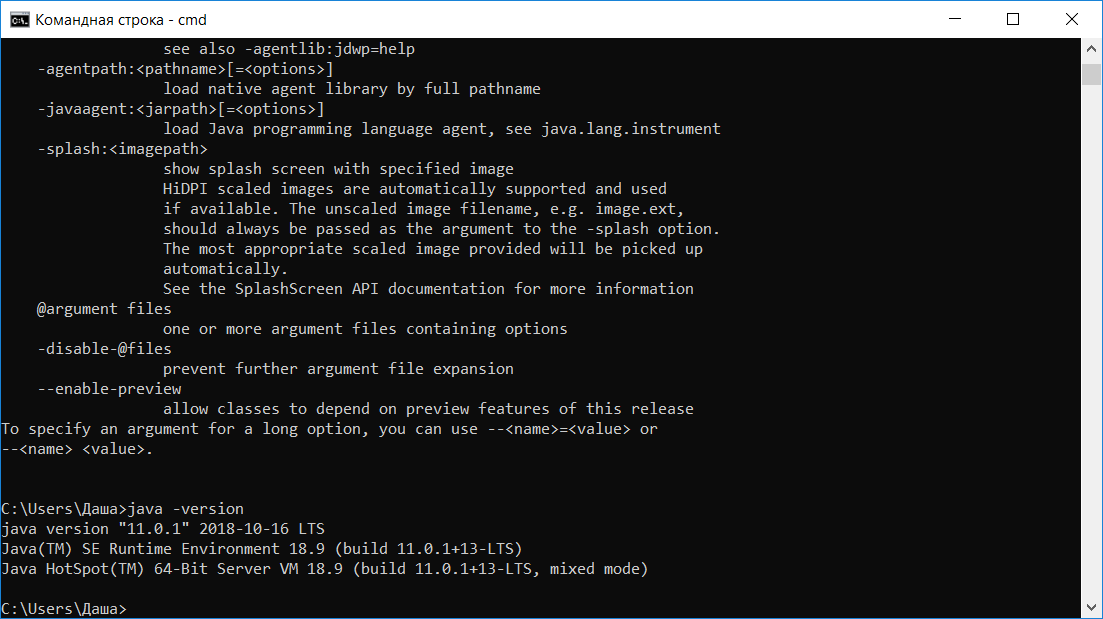 Командная строка - cmd
see also -agentlib:jdwp=help
-agentpath:<pathname>[=<options>]
load native agent library by full pathname
-javaagent:<jarpath>[=<options>]
load Java programming language agent, see java.lang.instrument
-splash:<imagepath>
show splash screen with specified image
HiDPI scaled images are automatically supported and used
if available. The unscaled image filename, e.g. image.ext,
should always be passed as the argument to the -splash option.
The most appropriate scaled image provided will be picked up
automatically.
See the SplashScreen API documentation for more information
@argument files
one or more argument files containing options
-disable-@files
prevent further argument file expansion
--enable-preview
allow classes to depend on preview features of this release
To specify an argument for a long option, you can use --<name>=<value> or
--<name> <value>.
C:\Users\Даша>java -version
java version "11.0.1" 2018-10-16 LTS
Java(TM) SE Runtime Environment 18.9 (build 11.0.1+13-LTS)
Java HotSpot(TM) 64-Bit Server VM 18.9 (build 11.0.1+13-LTS, mixed mode)
C:\Users\Даша>